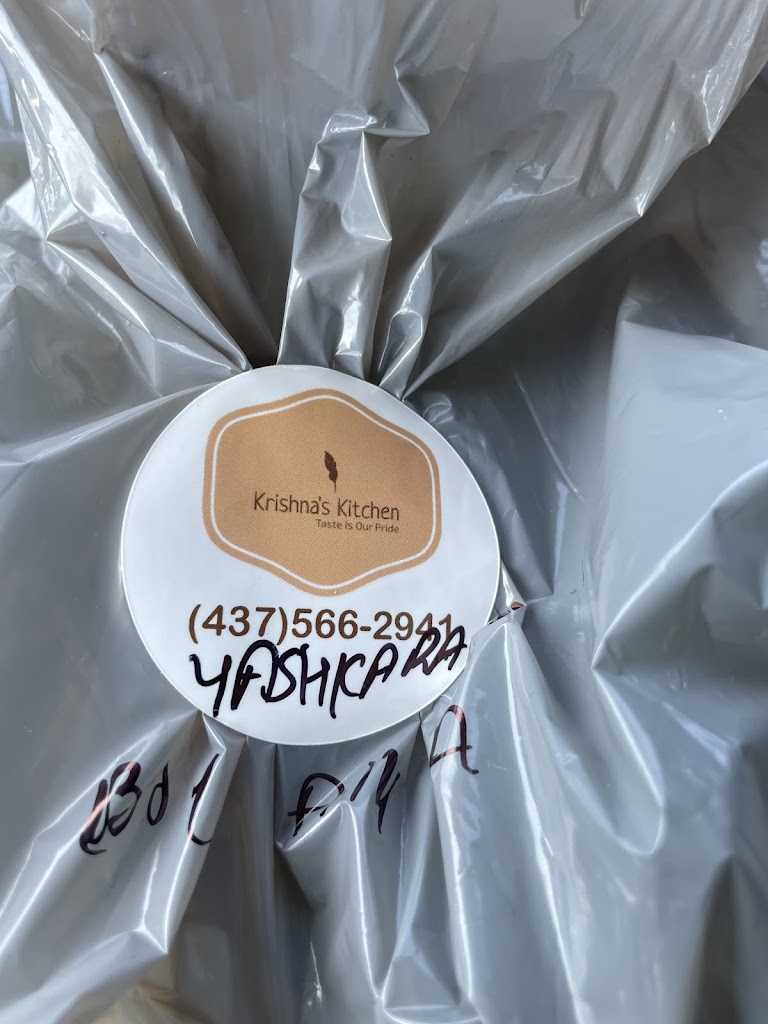 Krishna's Kitchen
Taste Is Our Pride
(437)566-2941
YASHKARA